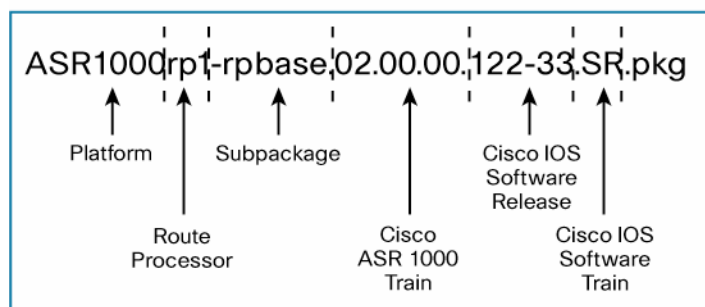 ASR1000rp1-rpbase.02.00.00.122-33.SR.pkg
Platform
Subpackage
Cisco IOS
Software
Release
Route
Processor
Cisco
ASR 1000
Train
Cisco IOS
Software
Train